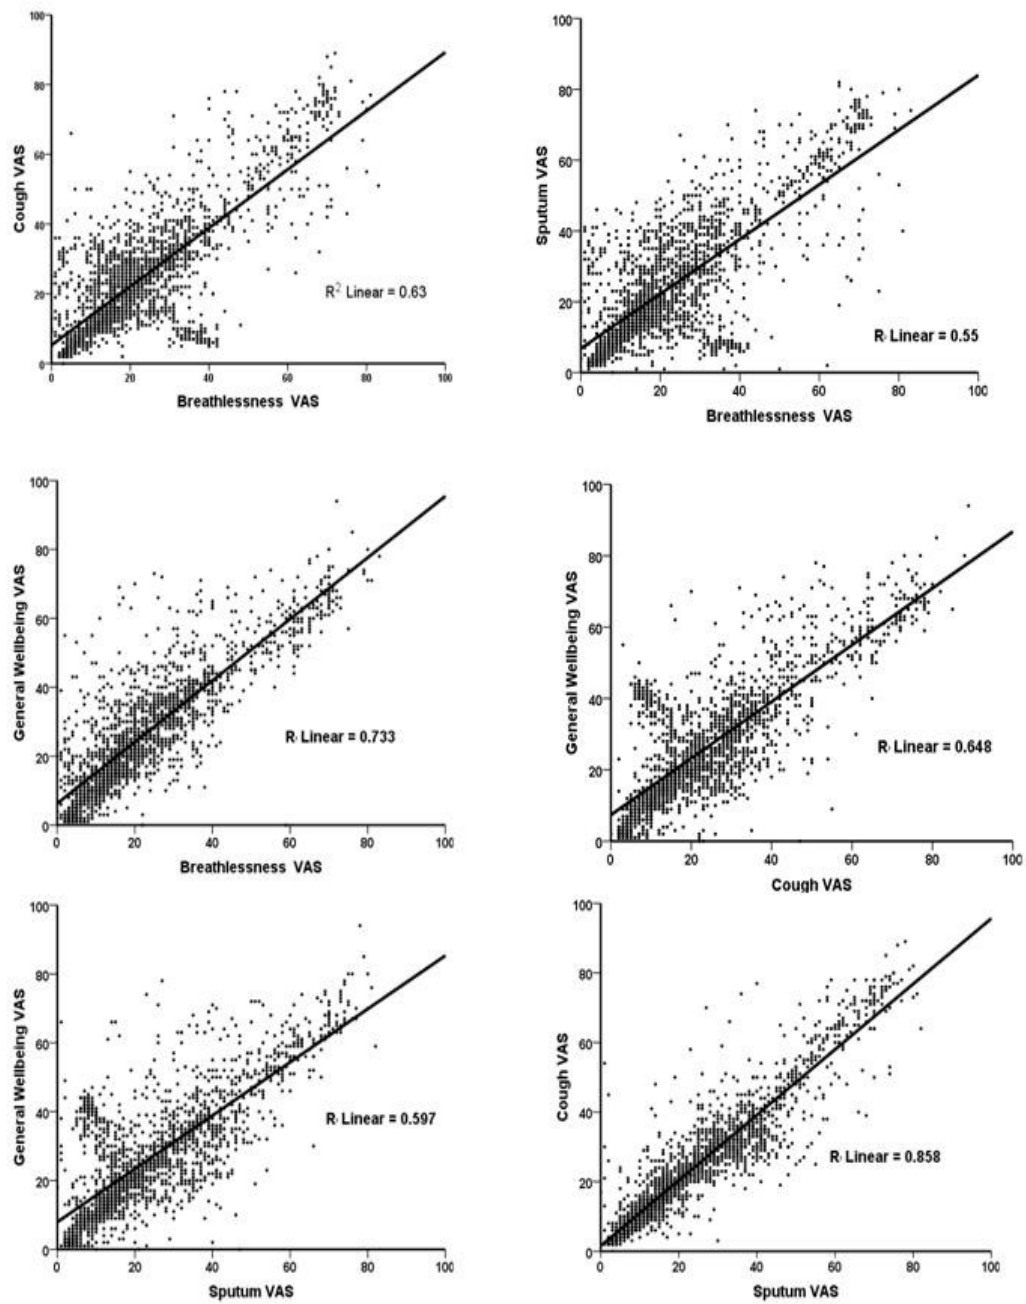 100
80
60
40
20
0
Cough VAS
R2 Linear = 0.63
0 20 40 60 80 100
Breathlessness VAS
100
80
60
40
20
0
Sputum VAS
R Linear = 0.55
0 20 40 60 80 100
Breathlessness VAS
100
80
60
40
20
0
General Wellbeing VAS
R Linear = 0.733
0 20 40 60 80 100
Breathlessness VAS
100
80
60
40
20
0
General Wellbeing VAS
R Linear = 0.648
0 20 40 60 80 100
Cough VAS
100
80
60
40
20
0
General Wellbeing VAS
R Linear = 0.597
0 20 40 60 80 100
Sputum VAS
100
80
60
40
20
0
Cough VAS
R Linear = 0.858
0 20 40 60 80 100
Sputum VAS